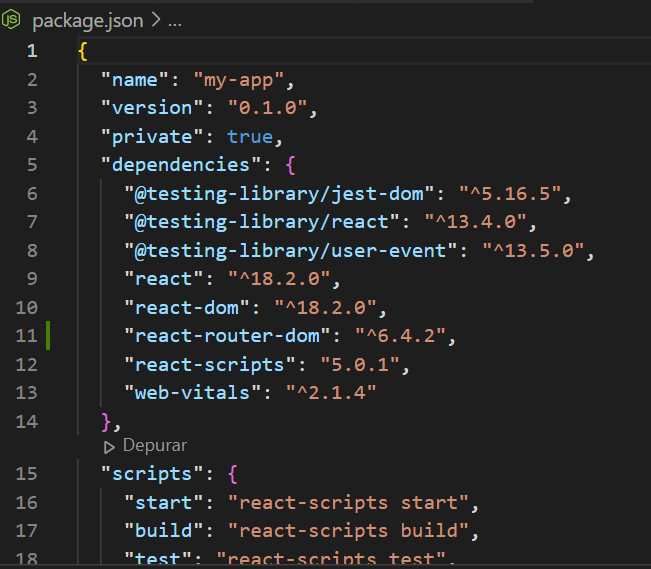 package.json > ...
1 {
2 "name": "my-app",
3 "version": "0.1.0",
4 "private": true,
5 "dependencies": {
6 "@testing-library/jest-dom": "^5.16.5",
7 "@testing-library/react": "^13.4.0",
8 "@testing-library/user-event": "^13.5.0",
9 "react": "^18.2.0",
10 "react-dom": "^18.2.0",
11 "react-router-dom": "^6.4.2",
12 "react-scripts": "5.0.1",
13 "web-vitals": "^2.1.4"
14 },
Depurar
15 "scripts": {
16 "start": "react-scripts start",
17 "build": "react-scripts build",
18 "test": "react-scripts test",